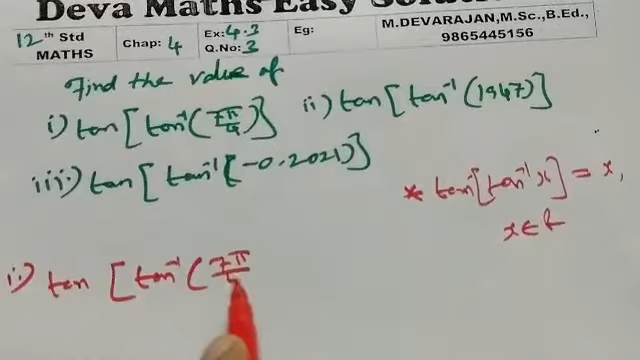 Deva Maths Easy Solu
12th Std MATHS
Chap: 4
Ex: 4.3
Q.No: 3
Eg:
M.DEVARAJAN,M.Sc.,B.Ed.,
9865445156
Find the value of
i) tan[tan⁻¹(7π/4)] ii) tan[tan⁻¹(1947)]
iii) tan[tan⁻¹(-0.2021)]
* tan[tan⁻¹x] = x,
x∈R
i) tan [tan⁻¹(7π